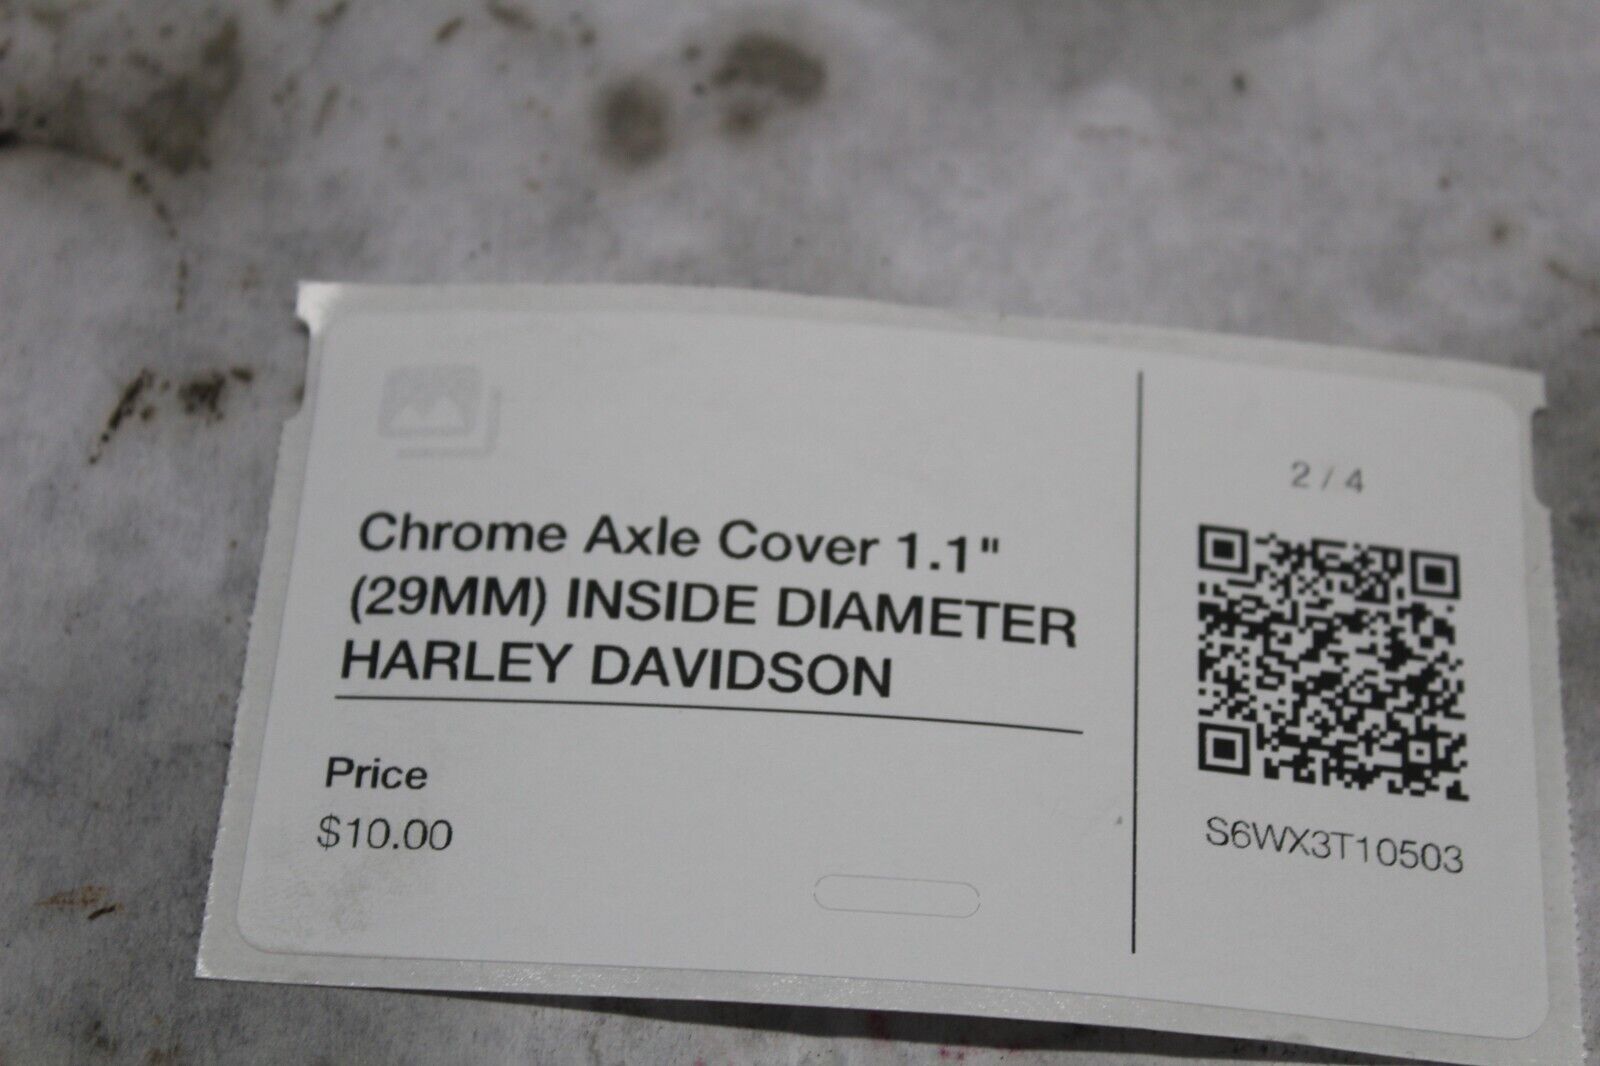 Chrome Axle Cover 1.1"
(29MM) INSIDE DIAMETER
HARLEY DAVIDSON
Price
$10.00
2 / 4
S6WX3T10503